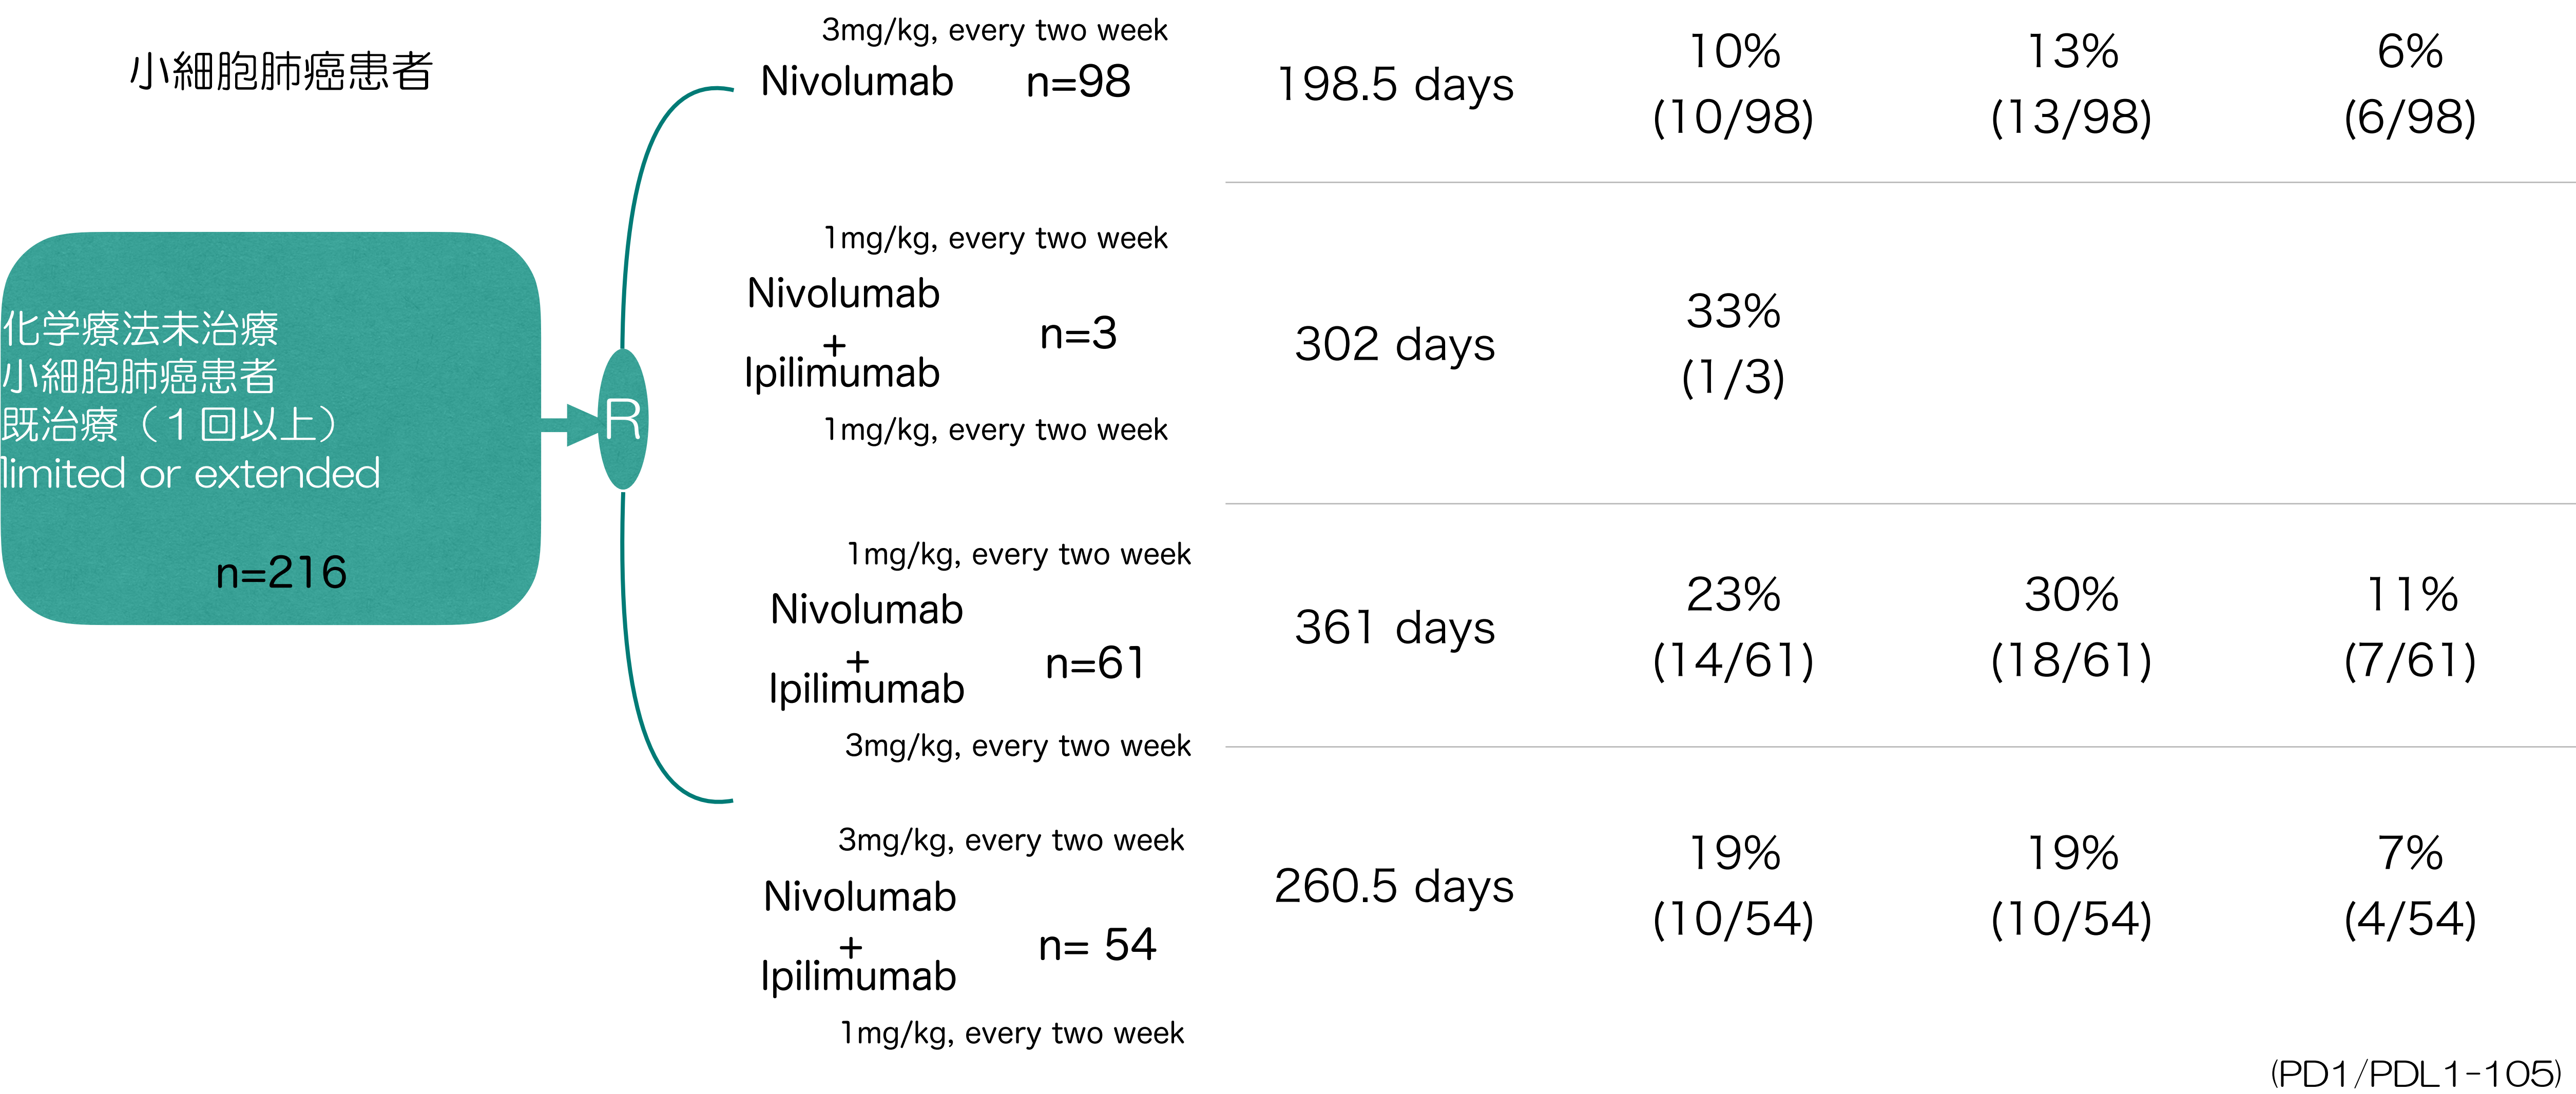 小細胞肺癌患者
化学療法未治療
小細胞肺癌患者
既治療（１回以上）
limited or extended
n=216
R
3mg/kg, every two week
Nivolumab n=98
198.5 days
10% 13% 6%
(10/98) (13/98) (6/98)
1mg/kg, every two week
Nivolumab
+
Ipilimumab
n=3
1mg/kg, every two week
302 days
33%
(1/3)
1mg/kg, every two week
Nivolumab
+
Ipilimumab
n=61
3mg/kg, every two week
361 days
23% 30% 11%
(14/61) (18/61) (7/61)
3mg/kg, every two week
Nivolumab
+
Ipilimumab
n= 54
1mg/kg, every two week
260.5 days
19% 19% 7%
(10/54) (10/54) (4/54)
(PD1/PDL1-105)